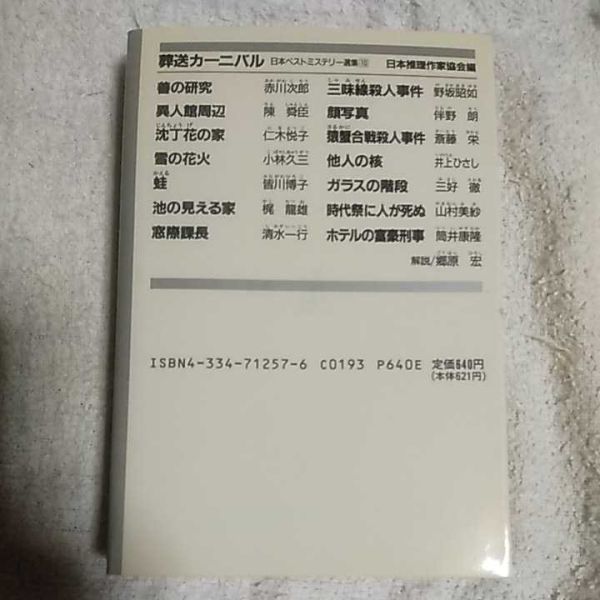 葬送カーニバル 日本ベストミステリー選集⑩ 日本推理作家協会編
善の研究 赤川次郎
異人館周辺 陳 舜臣
沈丁花の家 仁木悦子
雪の花火 小林久三
蛙 皆川博子
池の見える家 梶 龍雄
窓際課長 清水一行
三味線殺人事件 野坂昭如
顔写真 伴野 朗
猿蟹合戦殺人事件 斎藤 栄
他人の核 井上ひさし
ガラスの階段 三好 徹
時代祭に人が死ぬ 山村美紗
ホテルの富豪刑事 筒井康隆
解説/郷原 宏
ISBN4-334-71257-6 C0193 P640E 定価640円
(本体621円)